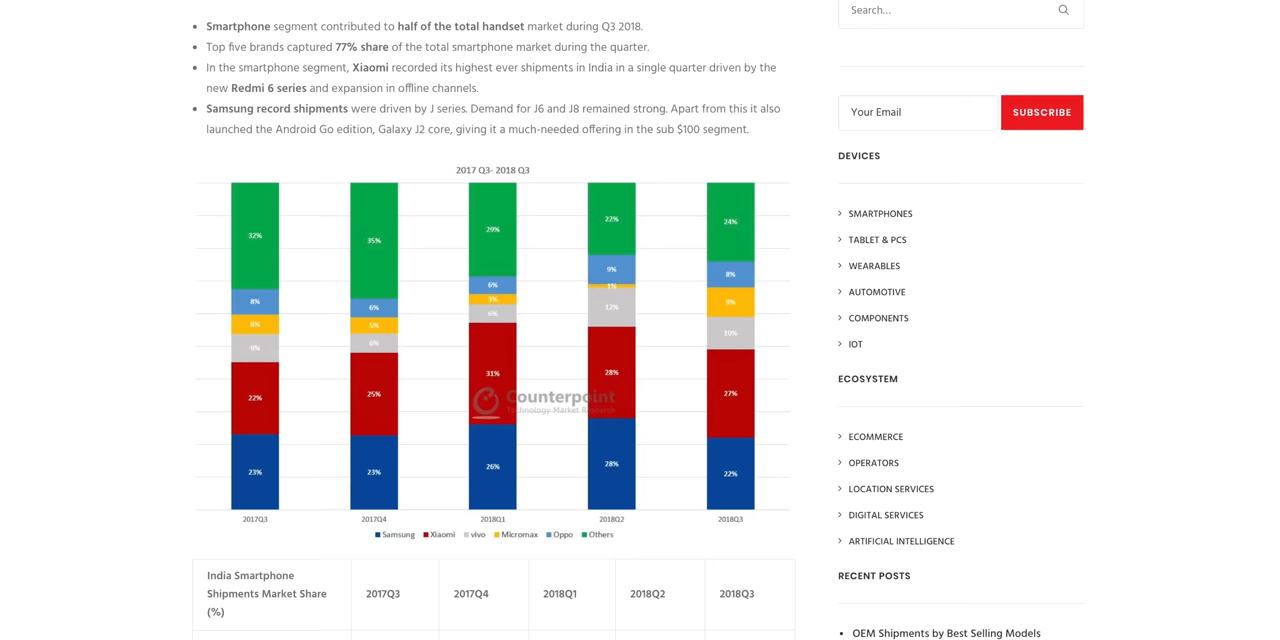 Search...
Smartphone segment contributed to half of the total handset market during Q3 2018.
Top five brands captured 77% share of the total smartphone market during the quarter.
In the smartphone segment, Xiaomi recorded its highest ever shipments in India in a single quarter driven by the
new Redmi 6 series and expansion in offline channels.
Samsung record shipments were driven by J series. Demand for J6 and J8 remained strong. Apart from this it also
launched the Android Go edition, Galaxy J2 core, giving it a much-needed offering in the sub $100 segment.
2017 Q3- 2018 Q3
32% 35% 29% 22% 24%
8% 6% 6% 9% 8%
6% 5% 3% 1% 9%
9% 6% 6% 12% 10%
22% 25% 31% 28% 27%
23% 23% 26% 28% 22%
Counterpoint
Technology Market Research
2017Q3 2017Q4 2018Q1 2018Q2 2018Q3
Samsung Xiaomi vivo Micromax Oppo Others
India Smartphone
Shipments Market Share
(%)
2017Q3 2017Q4 2018Q1 2018Q2 2018Q3
Your Email SUBSCRIBE
DEVICES
SMARTPHONES
TABLET & PCS
WEARABLES
AUTOMOTIVE
COMPONENTS
IOT
ECOSYSTEM
ECOMMERCE
OPERATORS
LOCATION SERVICES
DIGITAL SERVICES
ARTIFICIAL INTELLIGENCE
RECENT POSTS
OEM Shipments by Best Selling Models